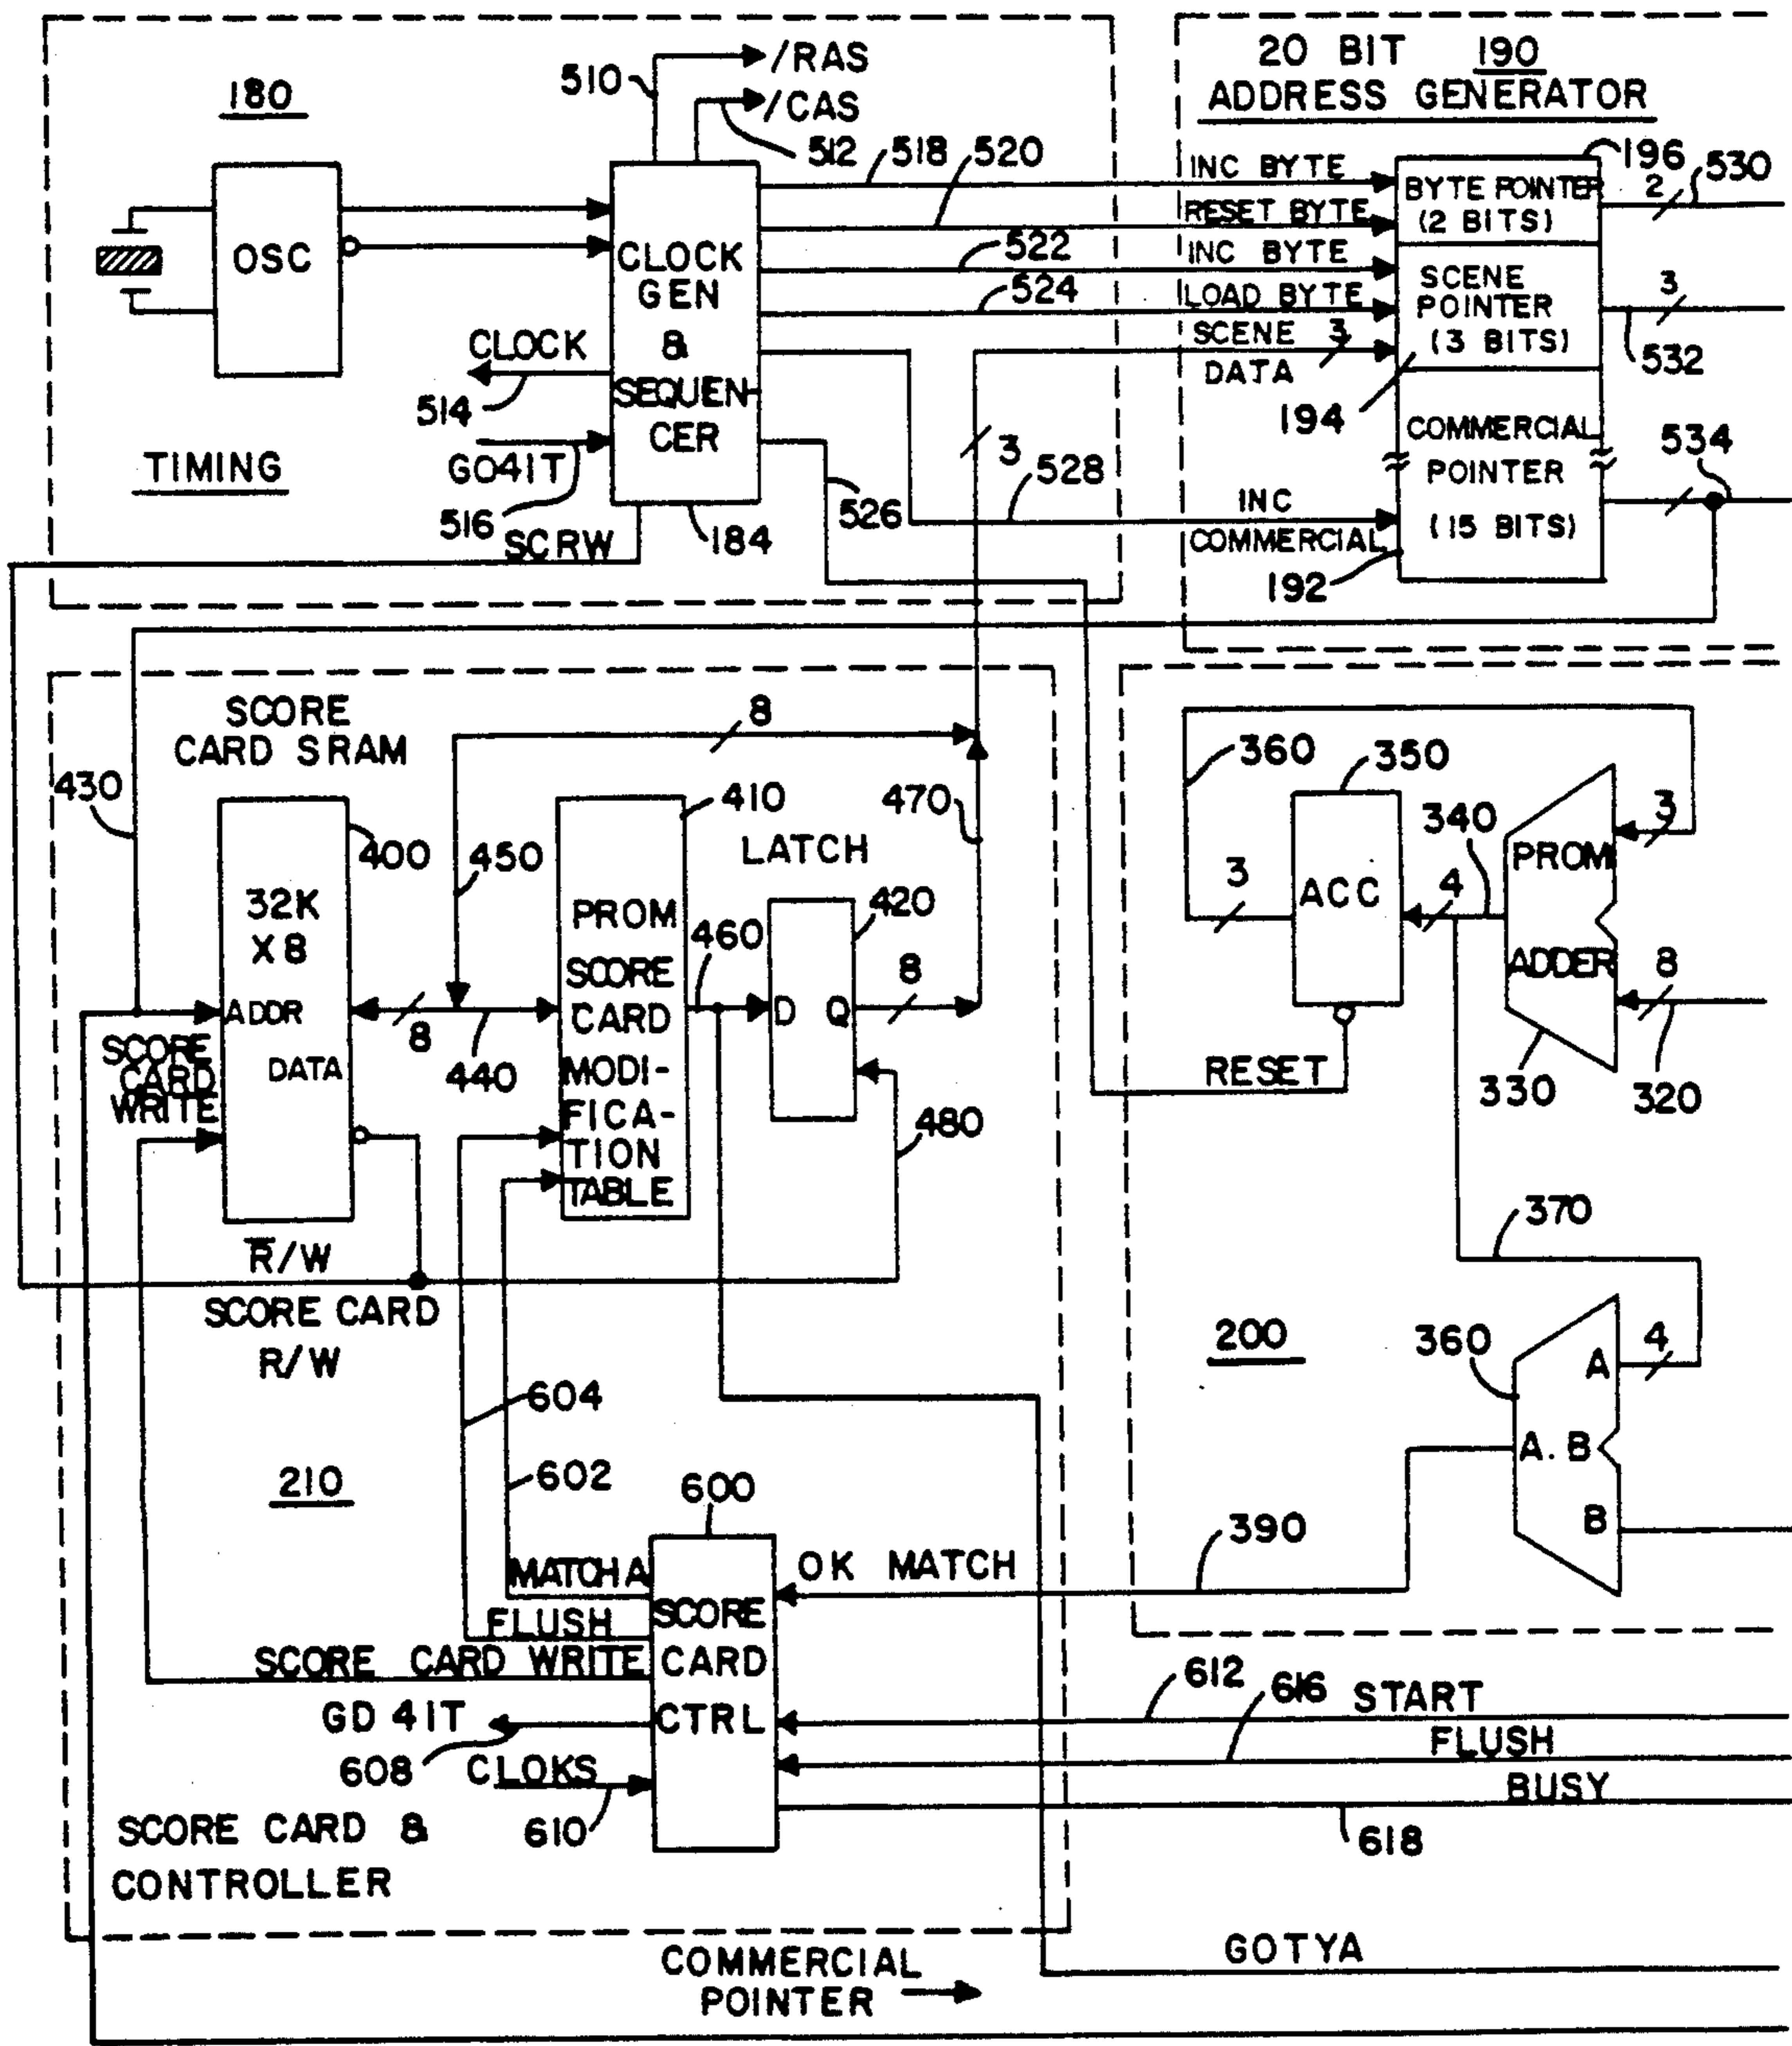 180
510
/RAS
/CAS
512
518
520
20 BIT 190
ADDRESS GENERATOR
196
OSC
CLOCK
GEN
&
SEQUEN-
CER
INC BYTE
RESET BYTE
522
INC BYTE
524
LOAD BYTE
SCENE 3
DATA
BYTE POINTER
(2 BITS)
2
530
SCENE
POINTER
(3 BITS)
3
532
194
CLOCK
514
GO41T
516
TIMING
SCRW
184
526
3
528
INC
COMMERCIAL
192
COMMERCIAL
POINTER
(15 BITS)
534
SCORE
CARD SRAM
430
8
400
32K
X 8
ADDR
DATA
SCORE
CARD
WRITE
450
8
440
410
PROM
SCORE
CARD
MODI-
FICA-
TION
TABLE
LATCH
460
420
D Q
8
470
480
360
350
3
ACC
340
4
3
PROM
ADDER
8
330
320
RESET
370
R̅/W
SCORE CARD
R/W
604
602
210
200
360
A
4
A.B
B
600
MATCH A
FLUSH
SCORE CARD WRITE
GD 41T
608
CLOKS
610
SCORE
CARD
CTRL
OK MATCH
390
612
616
START
FLUSH
BUSY
618
SCORE CARD &
CONTROLLER
COMMERCIAL
POINTER
GOTYA